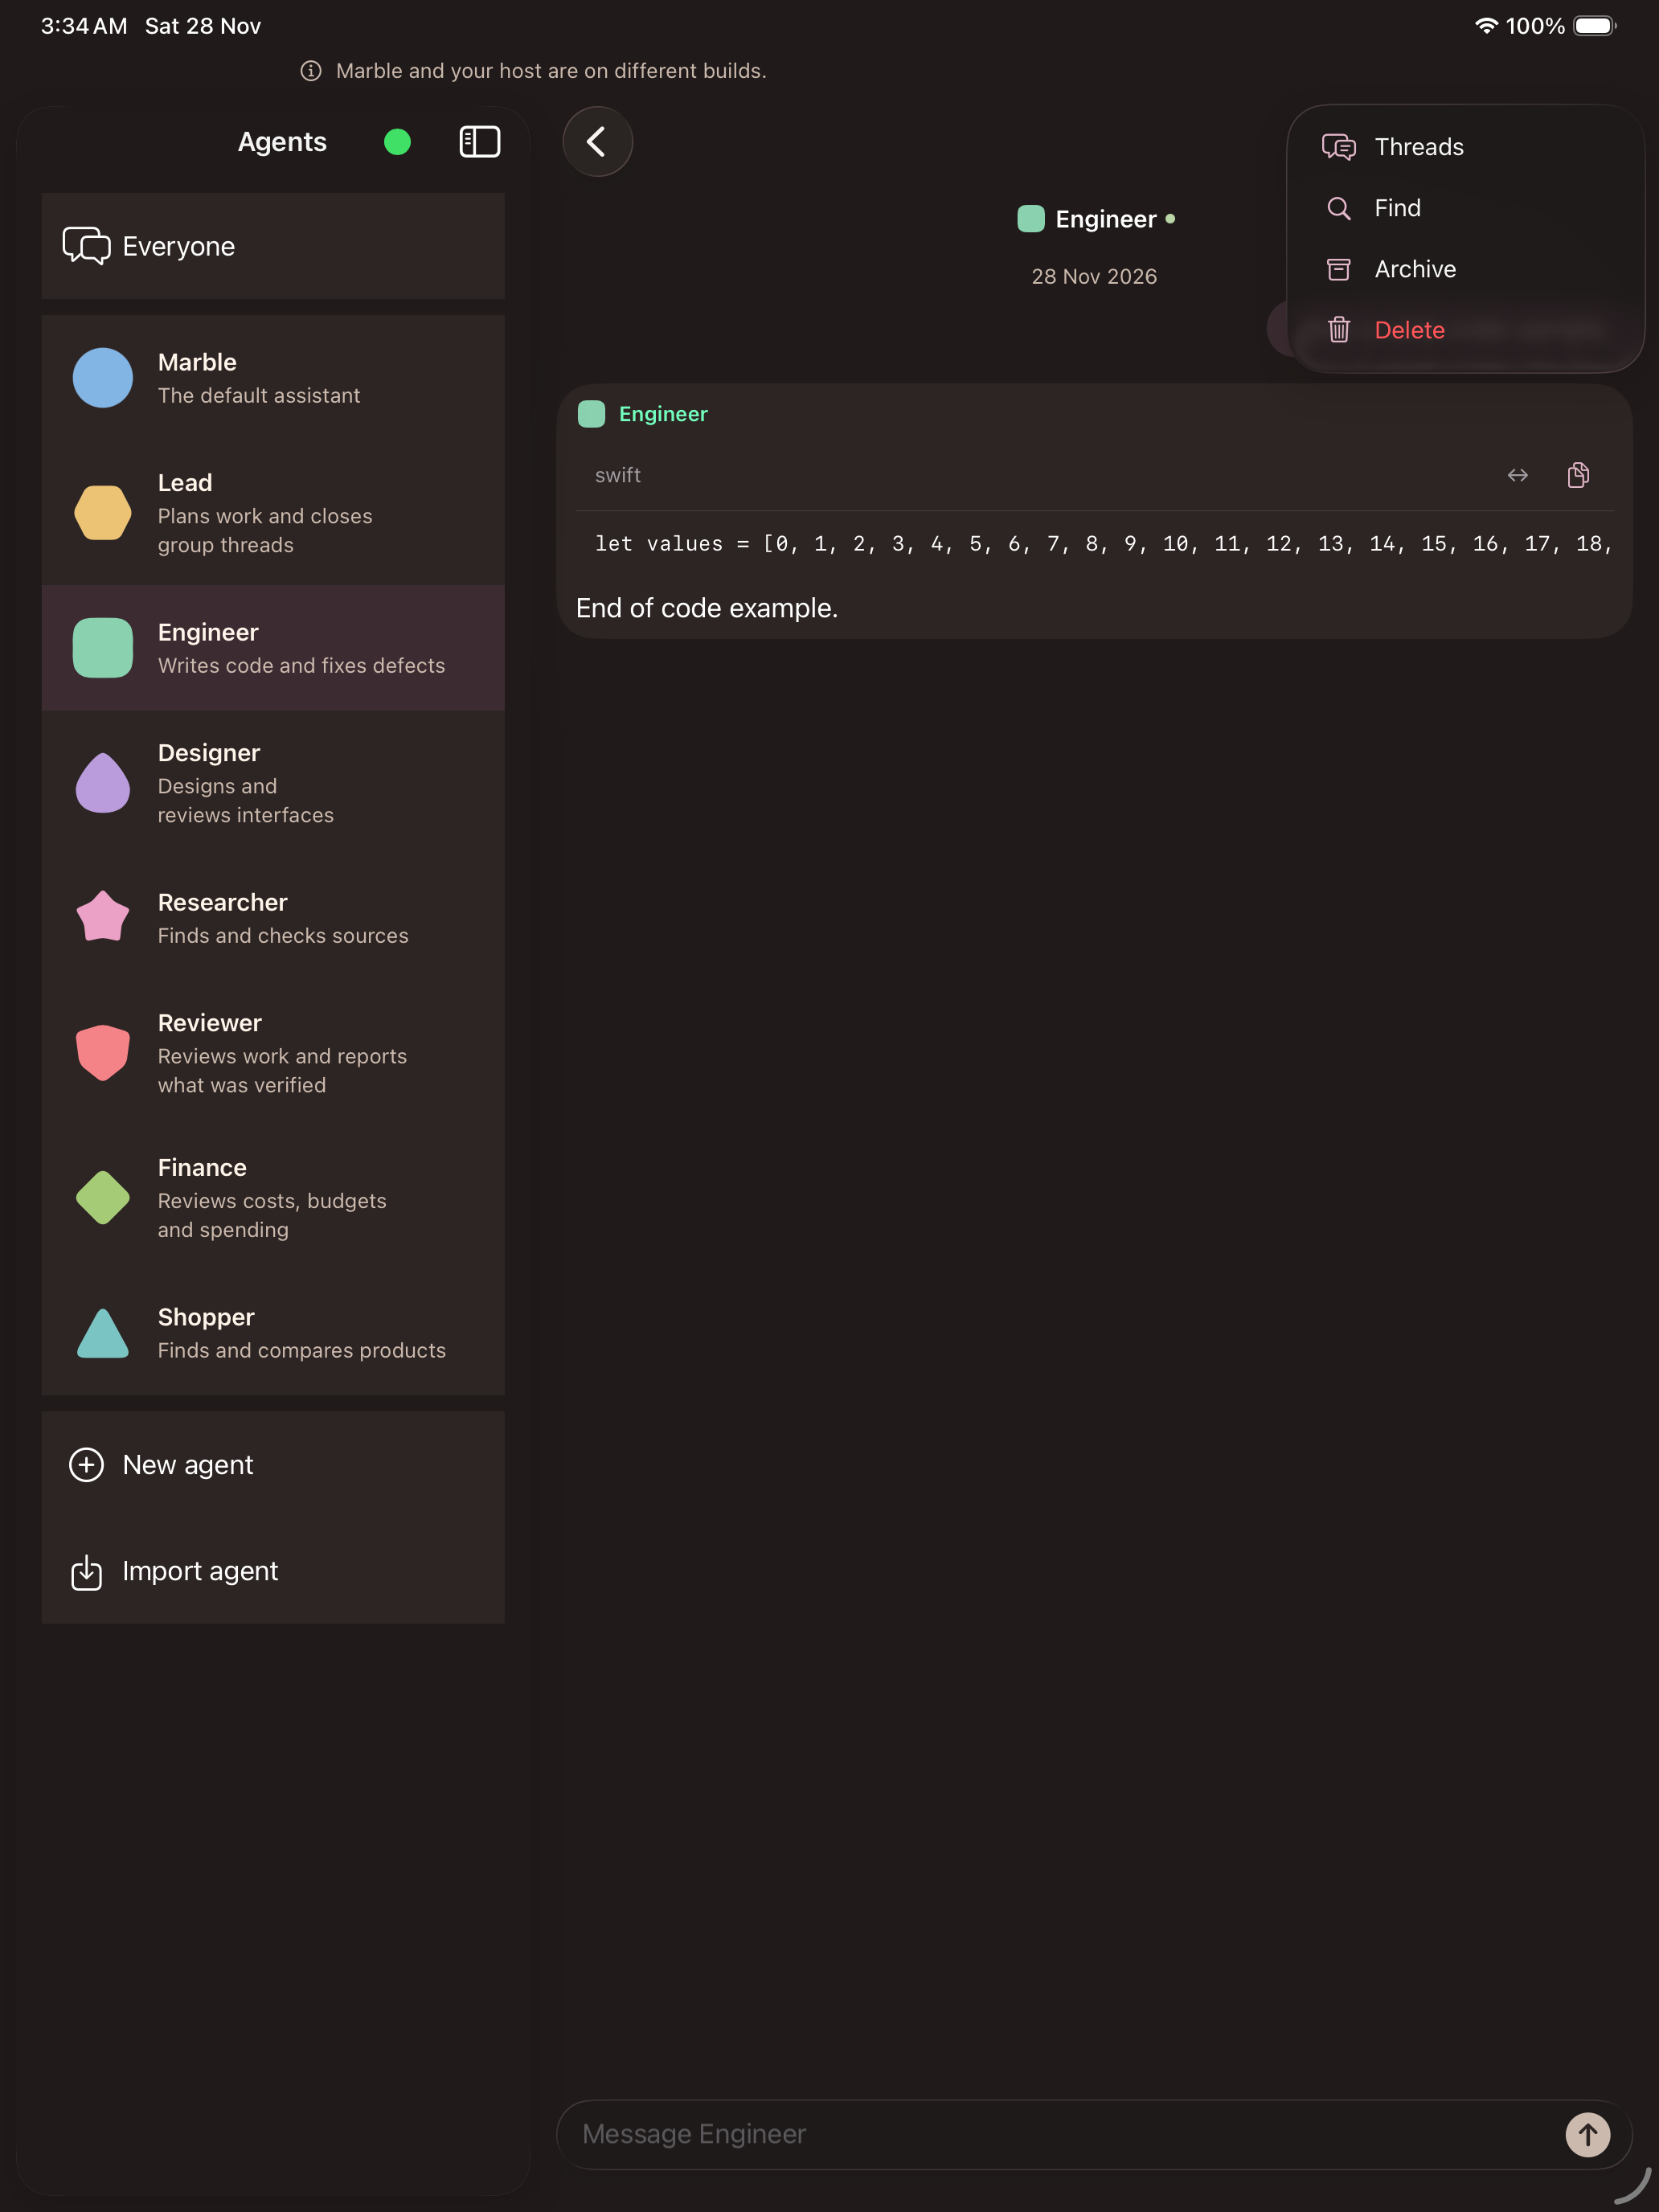 3:34 AM Sat 28 Nov
100%
Marble and your host are on different builds.
Agents
Everyone
Marble
The default assistant
Lead
Plans work and closes
group threads
Engineer
Writes code and fixes defects
Designer
Designs and
reviews interfaces
Researcher
Finds and checks sources
Reviewer
Reviews work and reports
what was verified
Finance
Reviews costs, budgets
and spending
Shopper
Finds and compares products
New agent
Import agent
Engineer
28 Nov 2026
Threads
Find
Archive
Delete
Engineer
swift
let values = [0, 1, 2, 3, 4, 5, 6, 7, 8, 9, 10, 11, 12, 13, 14, 15, 16, 17, 18,
End of code example.
Message Engineer